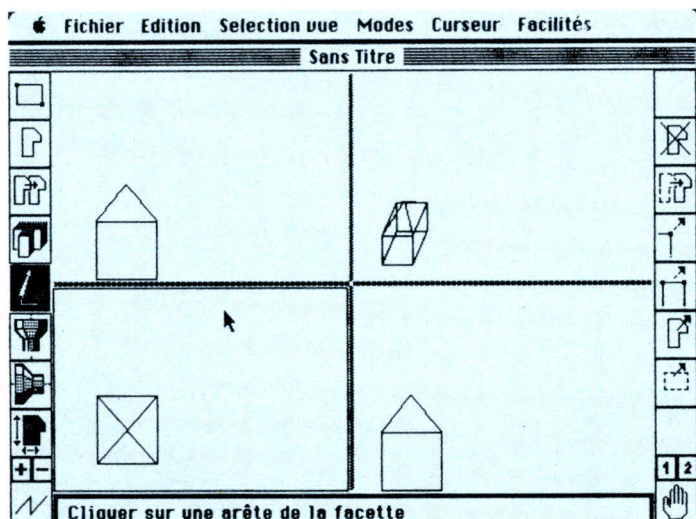 Fichier Edition Selection vue Modes Curseur Facilités
Sans Titre
+ - 1 2
Cliquer sur une arête de la facette